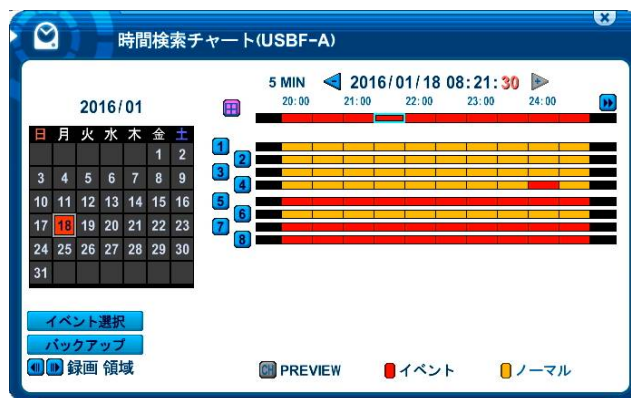 時間検索チャート(USBF-A)
5 MIN 2016/01/18 08:21:30
20:00 21:00 22:00 23:00 24:00
2016/01
日 月 火 水 木 金 土
1 2
3 4 5 6 7 8 9
10 11 12 13 14 15 16
17 18 19 20 21 22 23
24 25 26 27 28 29 30
31
1
2
3
4
5
6
7
8
イベント選択
バックアップ
録画 領域
CH PREVIEW イベント ノーマル